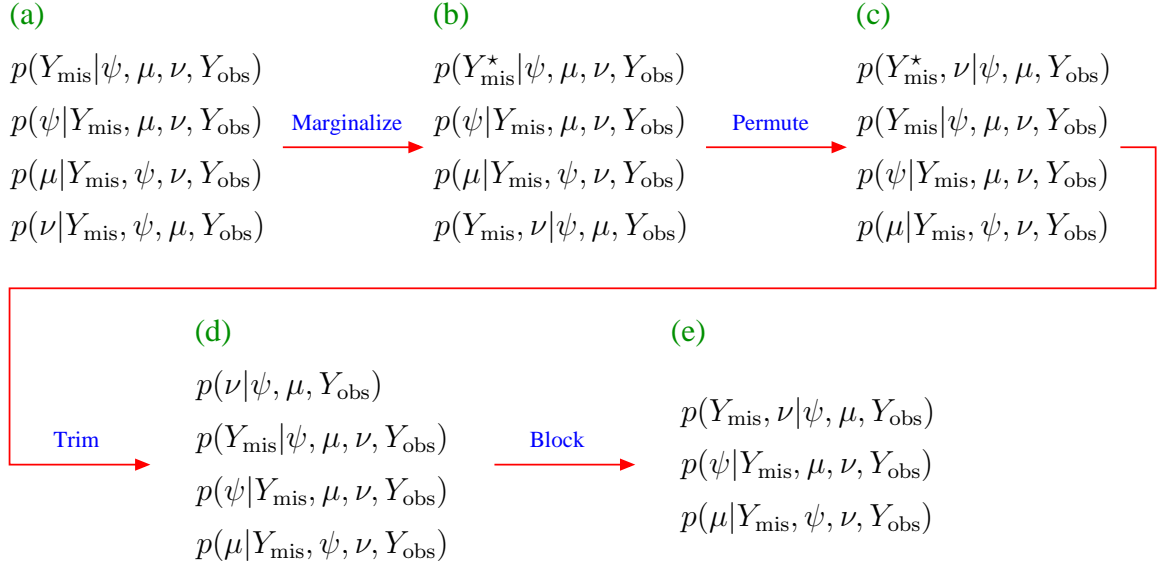 (a) (b) (c)
p(Y_mis|ψ, μ, ν, Y_obs) p(Y^⋆_mis|ψ, μ, ν, Y_obs) p(Y^⋆_mis, ν|ψ, μ, Y_obs)
p(ψ|Y_mis, μ, ν, Y_obs) p(ψ|Y_mis, μ, ν, Y_obs) p(Y_mis|ψ, μ, ν, Y_obs)
Marginalize Permute
p(μ|Y_mis, ψ, ν, Y_obs) p(μ|Y_mis, ψ, ν, Y_obs) p(ψ|Y_mis, μ, ν, Y_obs)
p(ν|Y_mis, ψ, μ, Y_obs) p(Y_mis, ν|ψ, μ, Y_obs) p(μ|Y_mis, ψ, ν, Y_obs)
(d) (e)
p(ν|ψ, μ, Y_obs)
p(Y_mis, ν|ψ, μ, Y_obs)
Trim p(Y_mis|ψ, μ, ν, Y_obs) Block
p(ψ|Y_mis, μ, ν, Y_obs)
p(ψ|Y_mis, μ, ν, Y_obs)
p(μ|Y_mis, ψ, ν, Y_obs)
p(μ|Y_mis, ψ, ν, Y_obs)